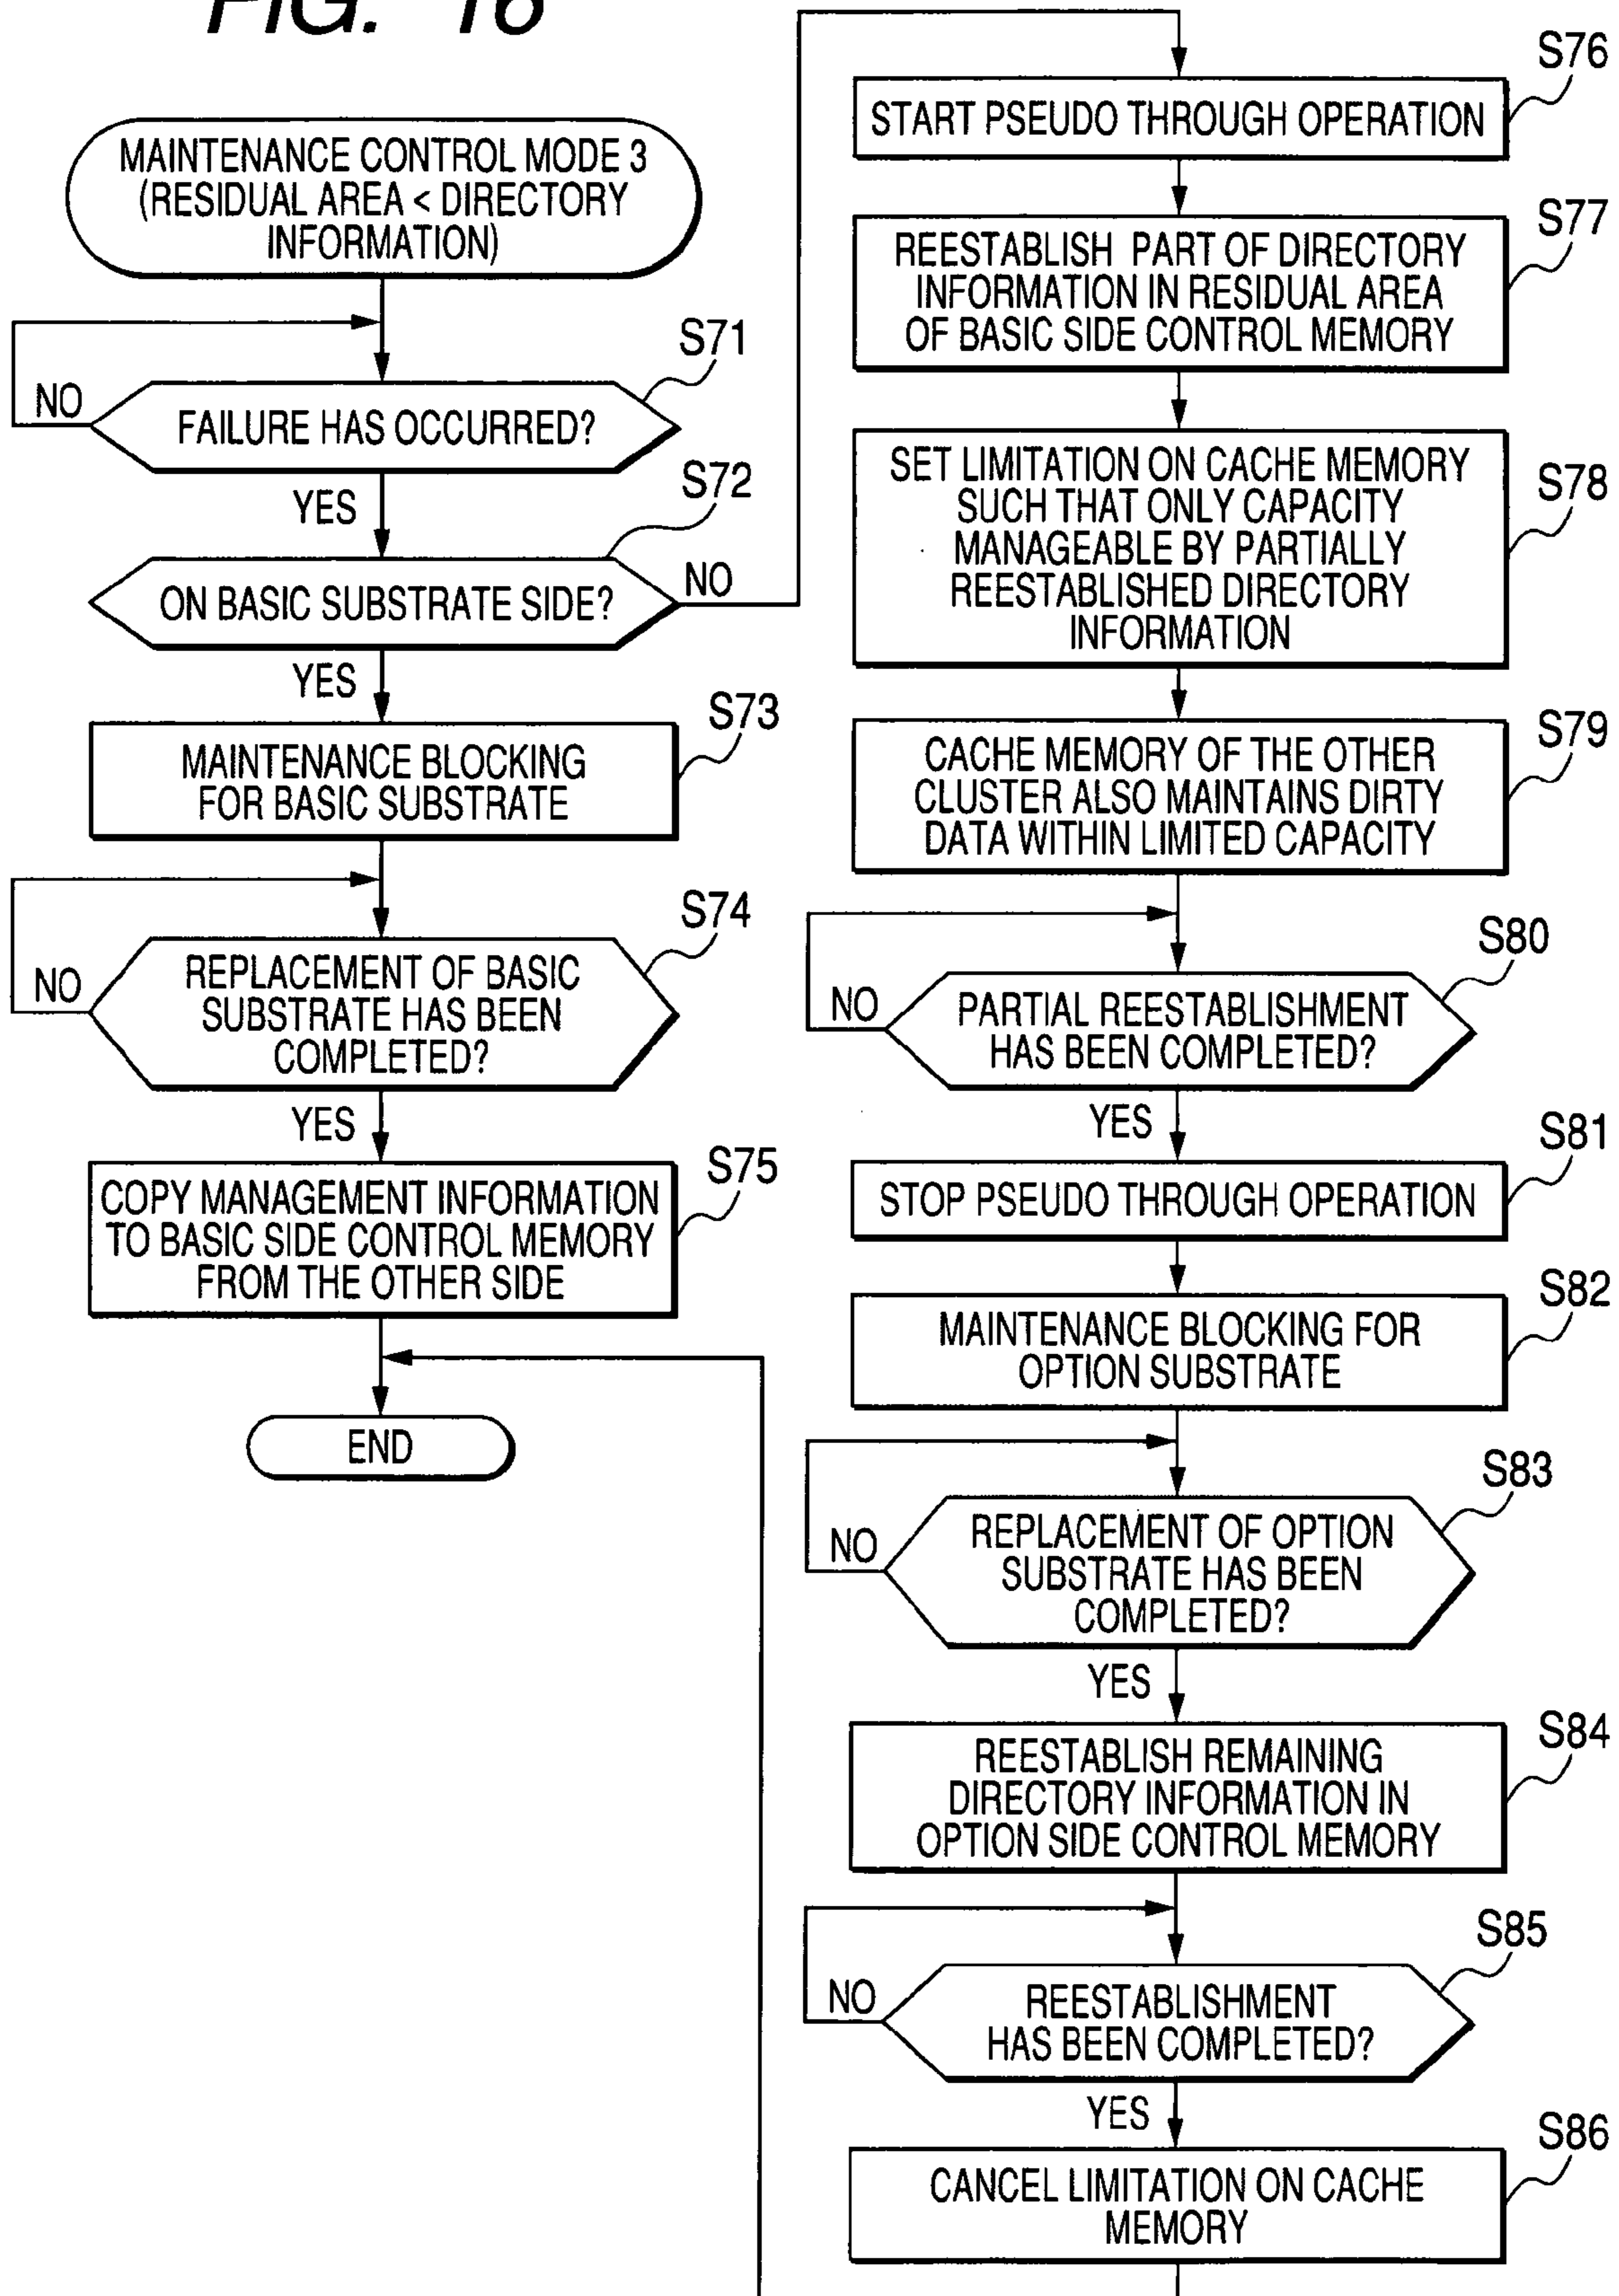 FIG. 16
MAINTENANCE CONTROL MODE 3
(RESIDUAL AREA < DIRECTORY
INFORMATION)
S71
NO
FAILURE HAS OCCURRED?
YES
S72
ON BASIC SUBSTRATE SIDE?
NO
YES
S73
MAINTENANCE BLOCKING
FOR BASIC SUBSTRATE
S74
NO
REPLACEMENT OF BASIC
SUBSTRATE HAS BEEN
COMPLETED?
YES
S75
COPY MANAGEMENT INFORMATION
TO BASIC SIDE CONTROL MEMORY
FROM THE OTHER SIDE
END
S76
START PSEUDO THROUGH OPERATION
S77
REESTABLISH PART OF DIRECTORY
INFORMATION IN RESIDUAL AREA
OF BASIC SIDE CONTROL MEMORY
S78
SET LIMITATION ON CACHE MEMORY
SUCH THAT ONLY CAPACITY
MANAGEABLE BY PARTIALLY
REESTABLISHED DIRECTORY
INFORMATION
S79
CACHE MEMORY OF THE OTHER
CLUSTER ALSO MAINTAINS DIRTY
DATA WITHIN LIMITED CAPACITY
S80
NO
PARTIAL REESTABLISHMENT
HAS BEEN COMPLETED?
YES
S81
STOP PSEUDO THROUGH OPERATION
S82
MAINTENANCE BLOCKING FOR
OPTION SUBSTRATE
S83
NO
REPLACEMENT OF OPTION
SUBSTRATE HAS BEEN
COMPLETED?
YES
S84
REESTABLISH REMAINING
DIRECTORY INFORMATION IN
OPTION SIDE CONTROL MEMORY
S85
NO
REESTABLISHMENT
HAS BEEN COMPLETED?
YES
S86
CANCEL LIMITATION ON CACHE
MEMORY